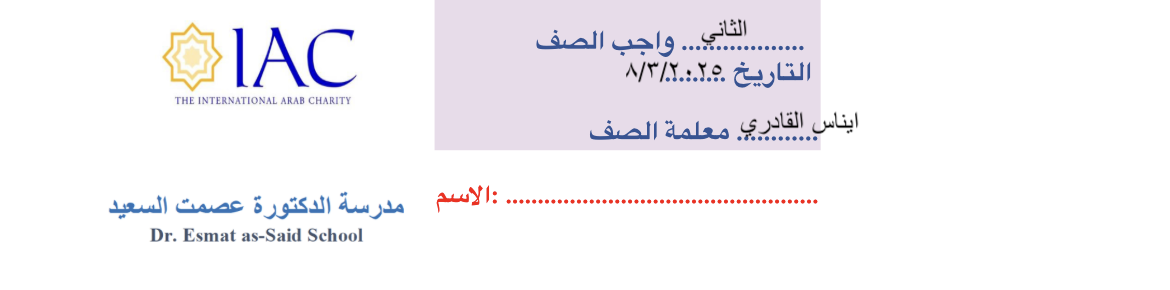 IAC
THE INTERNATIONAL ARAB CHARITY
واجب الصف ................... الثاني
التاريخ .......... ٨/٣/٢٠٢٥
معلمة الصف ............. ايناس القادري
الاسم: .................................................
مدرسة الدكتورة عصمت السعيد
Dr. Esmat as-Said School